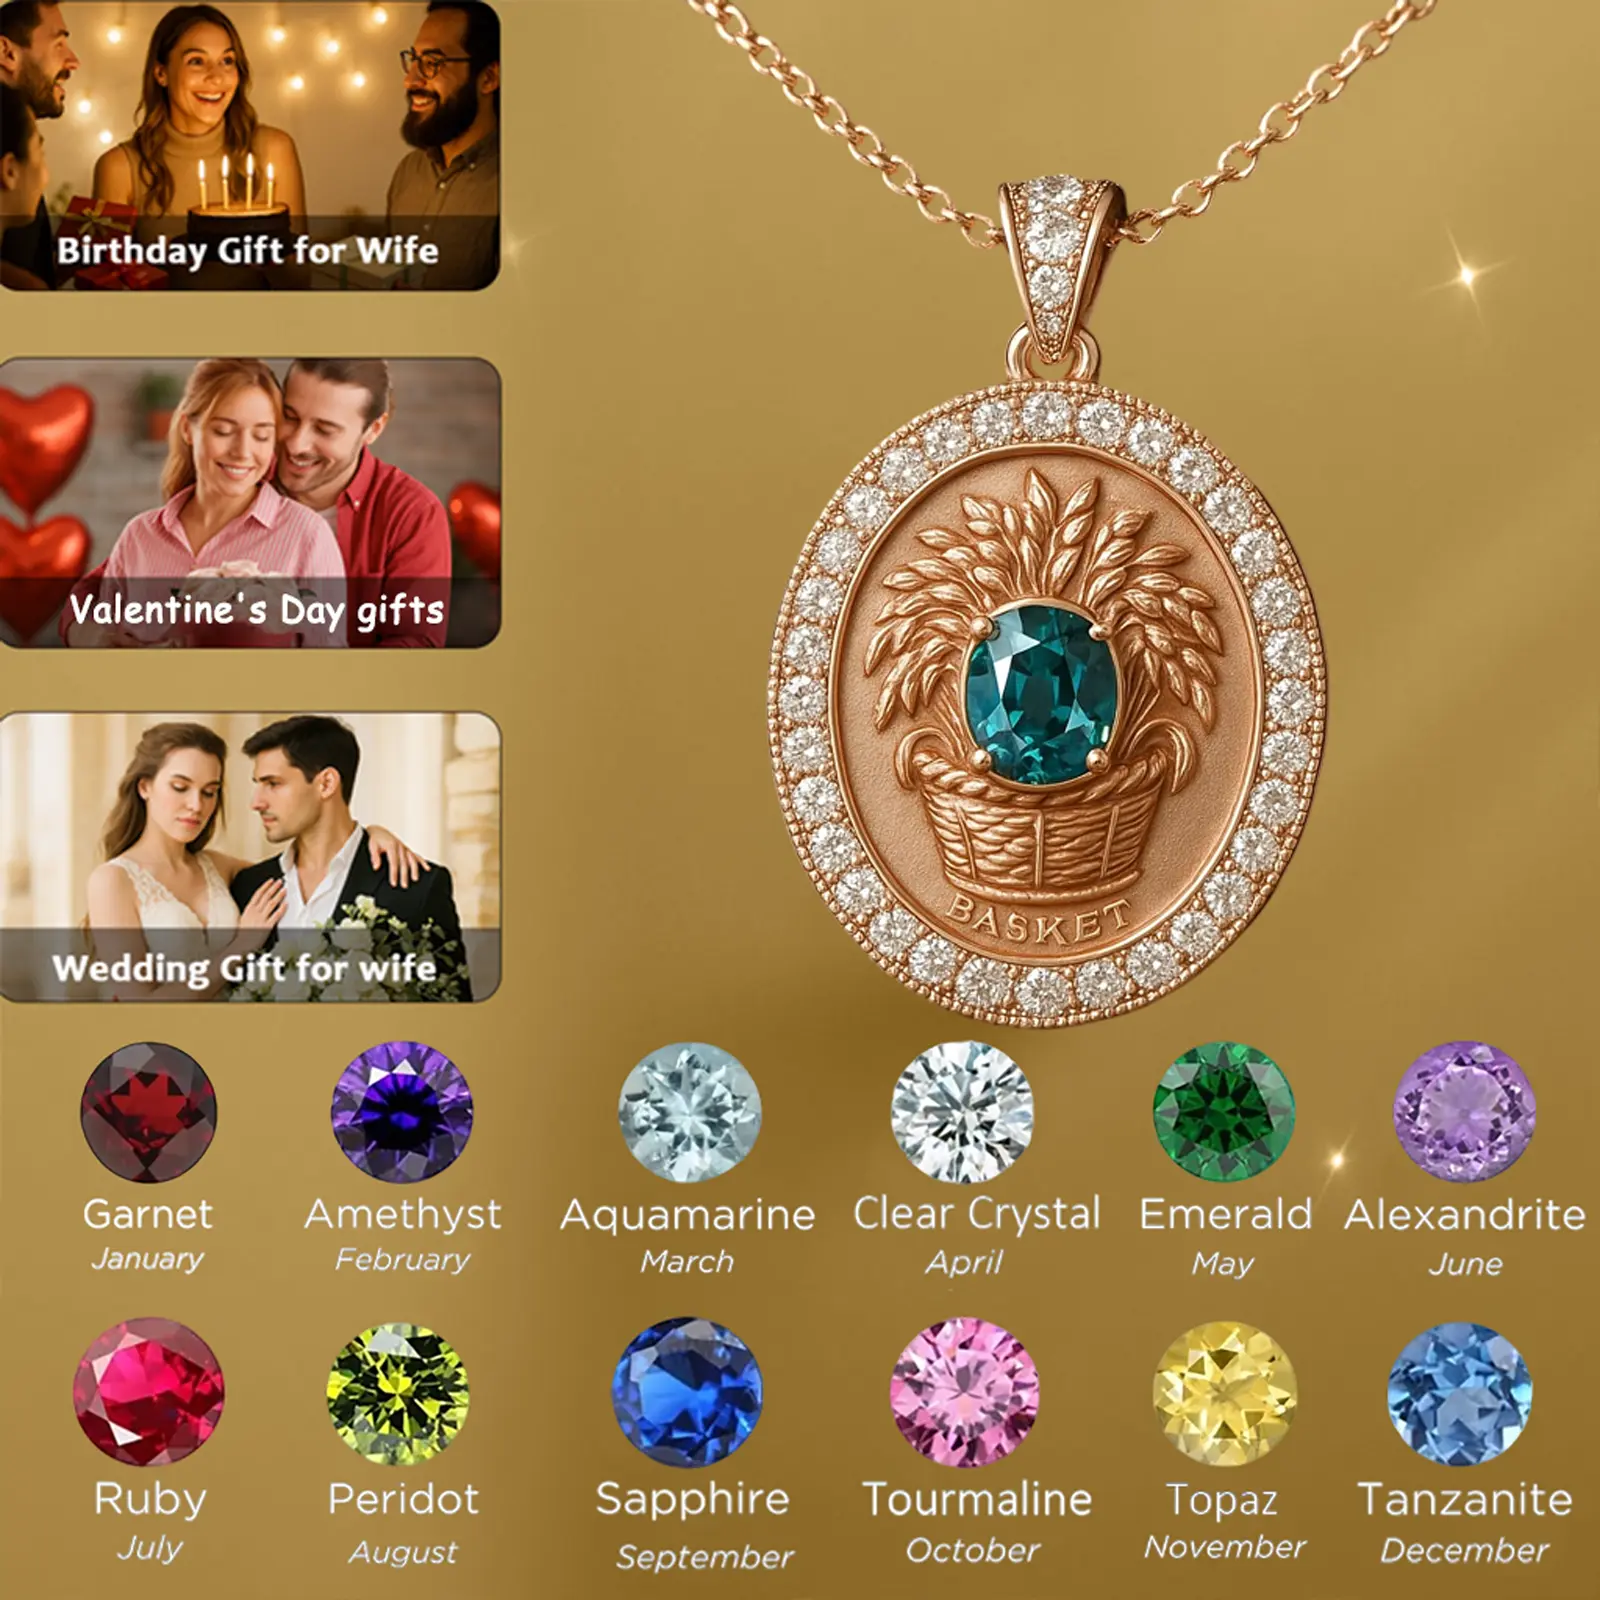 Birthday Gift for Wife
Valentine's Day gifts
Wedding Gift for wife
BASKET
Garnet
January
Amethyst
February
Aquamarine
March
Clear Crystal
April
Emerald
May
Alexandrite
June
Ruby
July
Peridot
August
Sapphire
September
Tourmaline
October
Topaz
November
Tanzanite
December